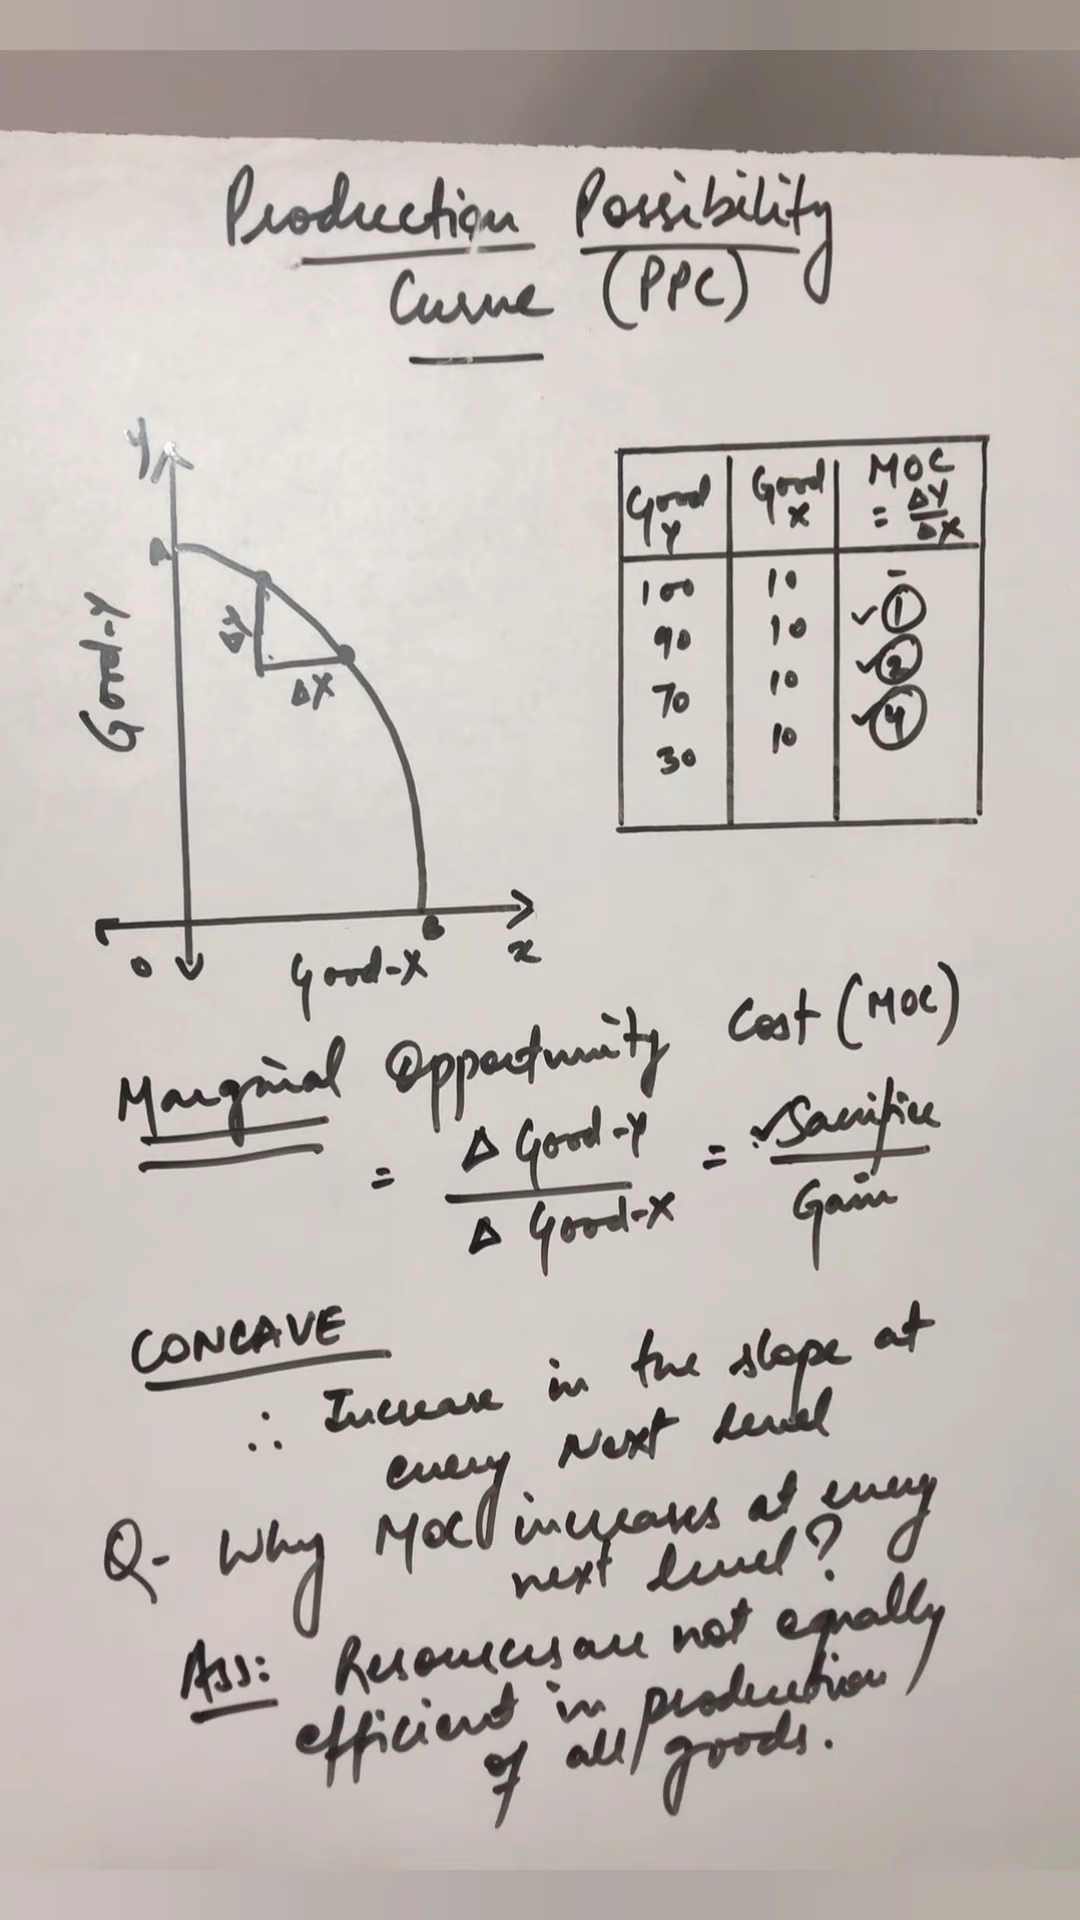 Production Possibility
Curve (PPC)
Y
A
Good-Y
ΔY
ΔX
B
O
Good-X
x
Good Y | Good X | MOC = ΔY/ΔX
100 | 10 | -
90 | 10 | ✓ 1
70 | 10 | ✓ 2
30 | 10 | ✓ 4
Marginal Opportunity Cost (MOC)
= Δ Good-Y / Δ Good-X = ✓ Sacrifice / Gain
CONCAVE
∴ Increase in the slope at
every Next level
Q- Why MOC increases at every
next level?
Ass: Resources are not equally
efficient in production
of all goods.